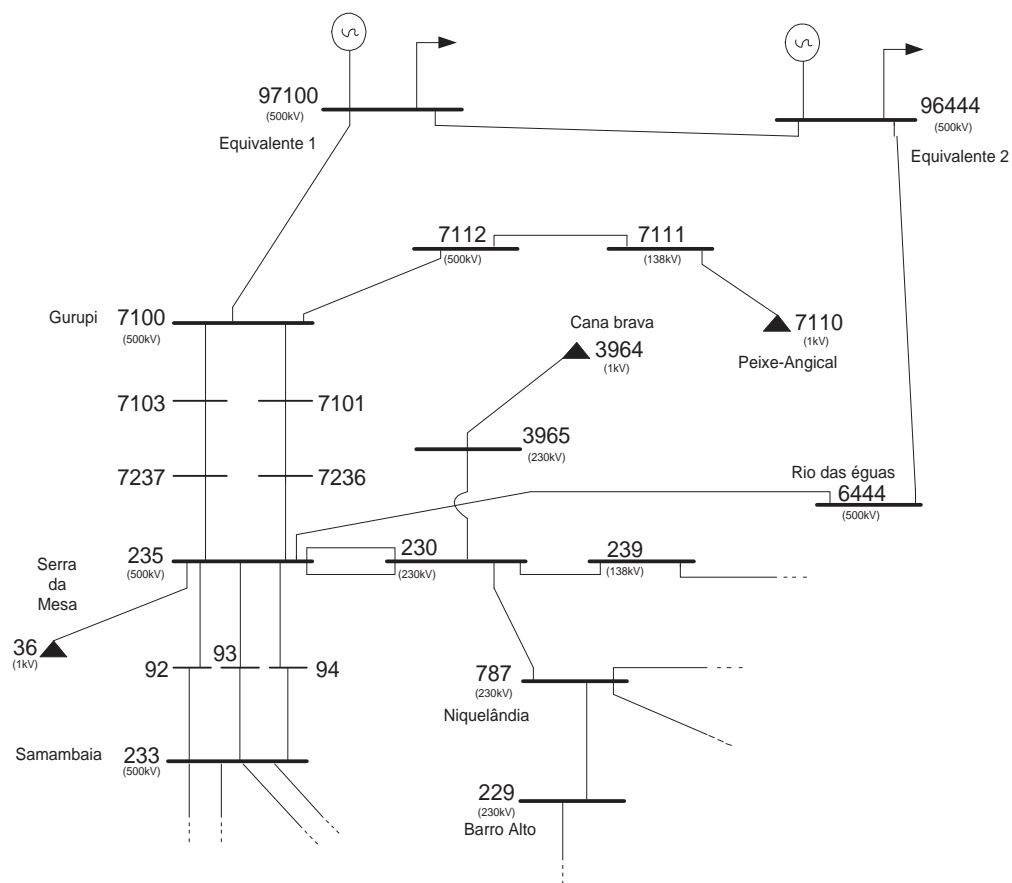 97100
(500kV)
Equivalente 1
96444
(500kV)
Equivalente 2
7112
(500kV)
7111
(138kV)
Gurupi
7100
(500kV)
Cana brava
3964
(1kV)
7110
(1kV)
Peixe-Angical
7103
7101
3965
(230kV)
7237
7236
Rio das éguas
6444
(500kV)
235
(500kV)
230
(230kV)
239
(138kV)
Serra
da
Mesa
36
(1kV)
92
93
94
787
(230kV)
Niquelândia
Samambaia
233
(500kV)
229
(230kV)
Barro Alto